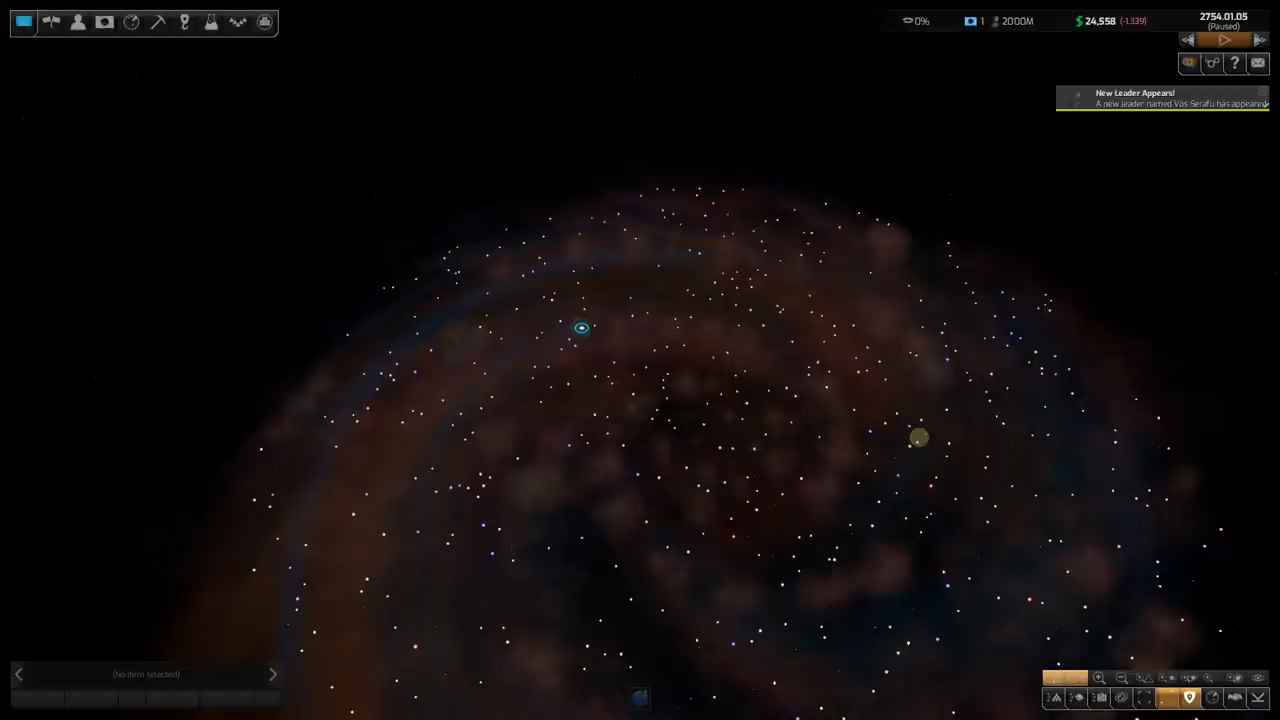 0%
1
2000M
$ 24,558 (-1.339)
2754.01.05
(Paused)
New Leader Appears!
A new leader named Vos Serafu has appeared
(No item selected)